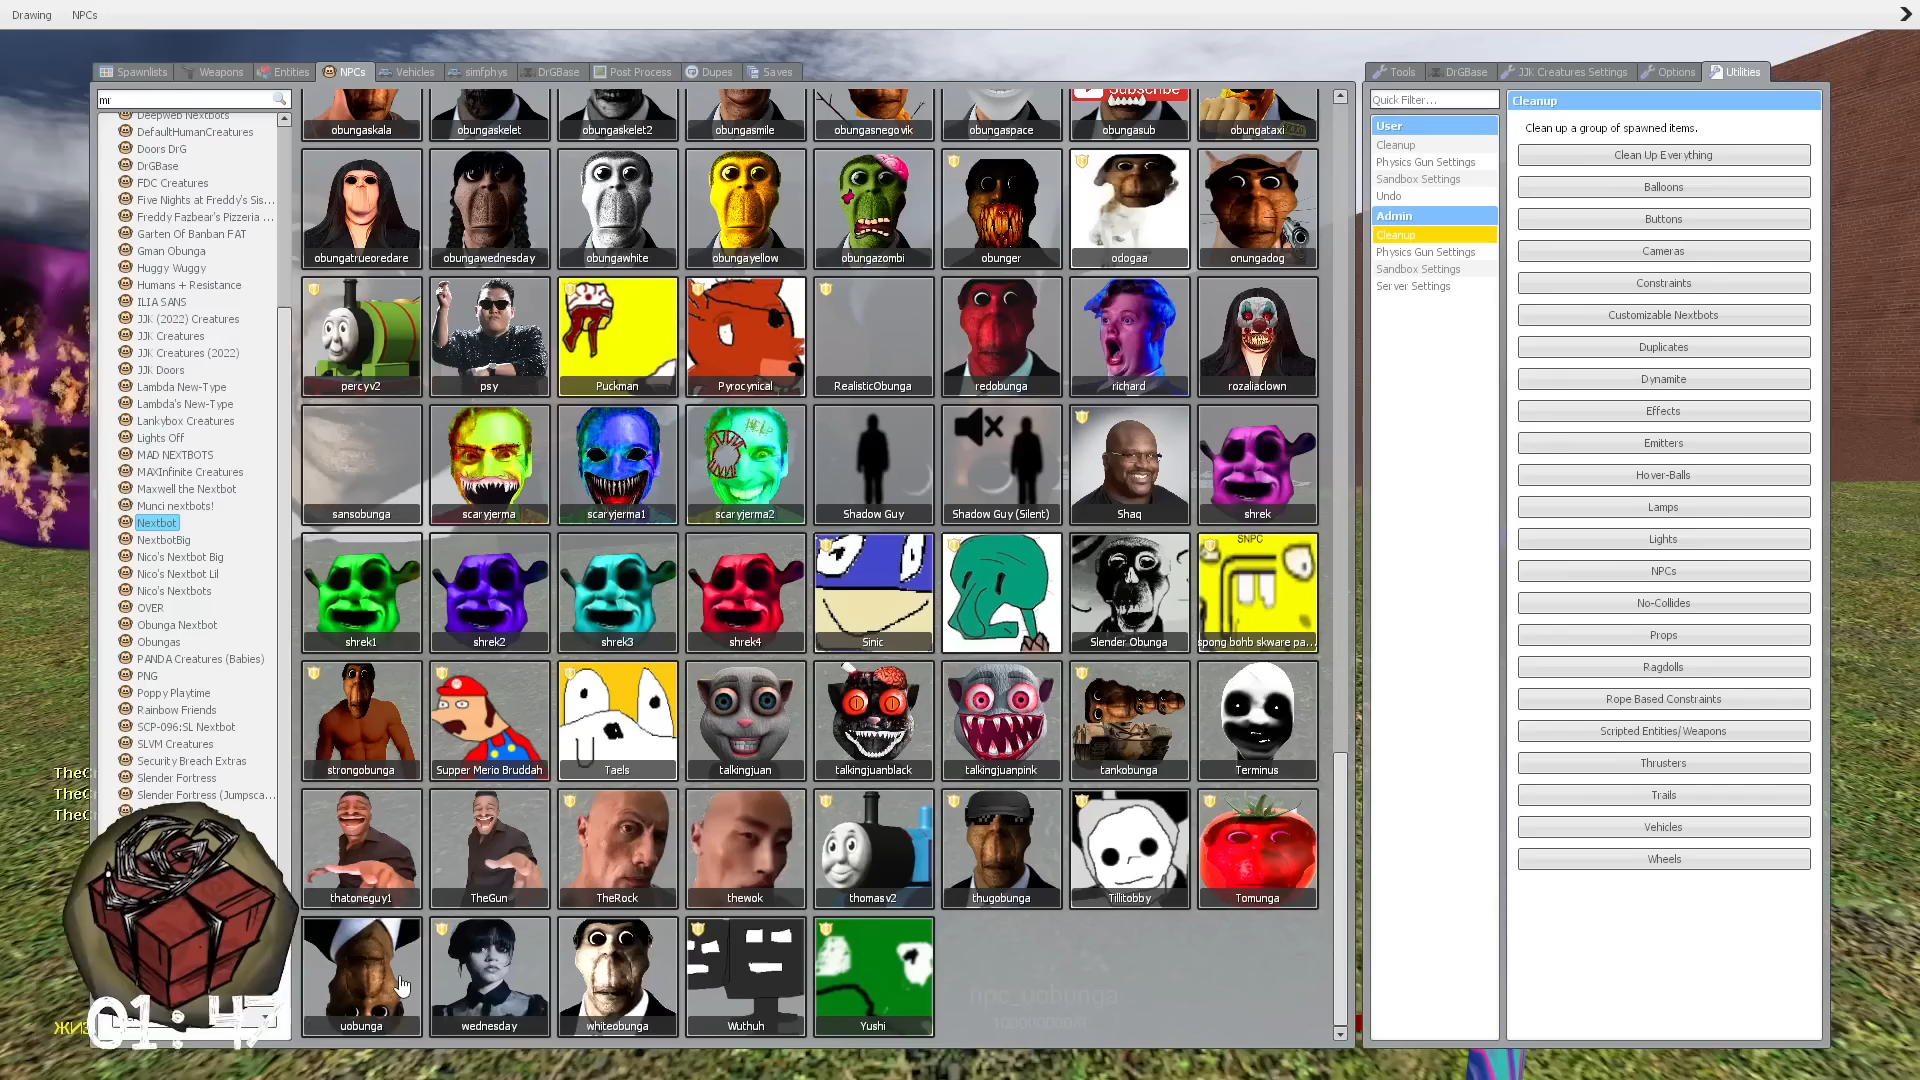 Drawing NPCs
Spawnlists Weapons Entities NPCs Vehicles simfphys DrGBase Post Process Dupes Saves
Tools DrGBase JJK Creatures Settings Options Utilities
mr
Deepweb Nextbots
DefaultHumanCreatures
Doors DrG
DrGBase
FDC Creatures
Five Nights at Freddy's Sis...
Freddy Fazbear's Pizzeria ...
Garten Of Banban FAT
Gman Obunga
Huggy Wuggy
Humans + Resistance
ILIA SANS
JJK (2022) Creatures
JJK Creatures
JJK Creatures (2022)
JJK Doors
Lambda New-Type
Lambda's New-Type
Lankybox Creatures
Lights Off
MAD NEXTBOTS
MAXInfinite Creatures
Maxwell the Nextbot
Munci nextbots!
Nextbot
NextbotBig
Nico's Nextbot Big
Nico's Nextbot Lil
Nico's Nextbots
OVER
Obunga Nextbot
Obungas
PANDA Creatures (Babies)
PNG
Poppy Playtime
Rainbow Friends
SCP-096:SL Nextbot
SLVM Creatures
Security Breach Extras
Slender Fortress
Slender Fortress (Jumpsca...
TheC
TheC
TheC
ЖИЗ
01:47
Subscribe
obungaskala obungaskelet obungaskelet2 obungasmile obungasnegovik obungaspace obungasub obungataxi
obungatrueoredare obungawednesday obungawhite obungayellow obungazombi obunger odogaa onungadog
percyv2 psy Puckman Pyrocynical RealisticObunga redobunga richard rozaliaclown
HELP
sansobunga scaryjerma scaryjerma1 scaryjerma2 Shadow Guy Shadow Guy (Silent) Shaq shrek
SNPC
shrek1 shrek2 shrek3 shrek4 Sinic Slender Obunga spong bohb skware pa...
strongobunga Supper Merio Bruddah Taels talkingjuan talkingjuanblack talkingjuanpink tankobunga Terminus
thatoneguy1 TheGun TheRock thewok thomasv2 thugobunga Tillitobby Tomunga
uobunga wednesday whiteobunga Wuthuh Yushi
npc_uobunga
Quick Filter...
User
Cleanup
Physics Gun Settings
Sandbox Settings
Undo
Admin
Cleanup
Physics Gun Settings
Sandbox Settings
Server Settings
Cleanup
Clean up a group of spawned items.
Clean Up Everything
Balloons
Buttons
Cameras
Constraints
Customizable Nextbots
Duplicates
Dynamite
Effects
Emitters
Hover-Balls
Lamps
Lights
NPCs
No-Collides
Props
Ragdolls
Rope Based Constraints
Scripted Entities/Weapons
Thrusters
Trails
Vehicles
Wheels